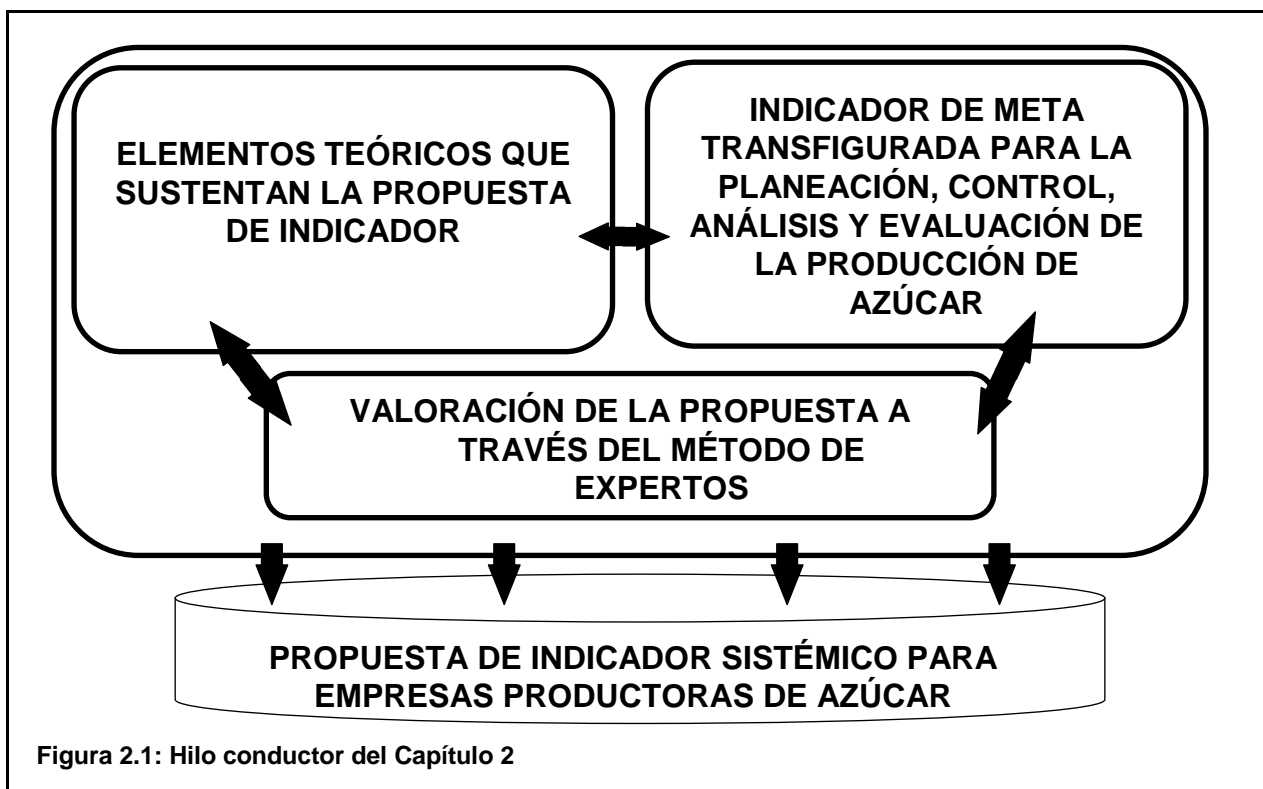 ELEMENTOS TEÓRICOS QUE
SUSTENTAN LA PROPUESTA
DE INDICADOR
INDICADOR DE META
TRANSFIGURADA PARA LA
PLANEACIÓN, CONTROL,
ANÁLISIS Y EVALUACIÓN DE
LA PRODUCCIÓN DE
AZÚCAR
VALORACIÓN DE LA PROPUESTA A
TRAVÉS DEL MÉTODO DE
EXPERTOS
PROPUESTA DE INDICADOR SISTÉMICO PARA
EMPRESAS PRODUCTORAS DE AZÚCAR
Figura 2.1: Hilo conductor del Capítulo 2